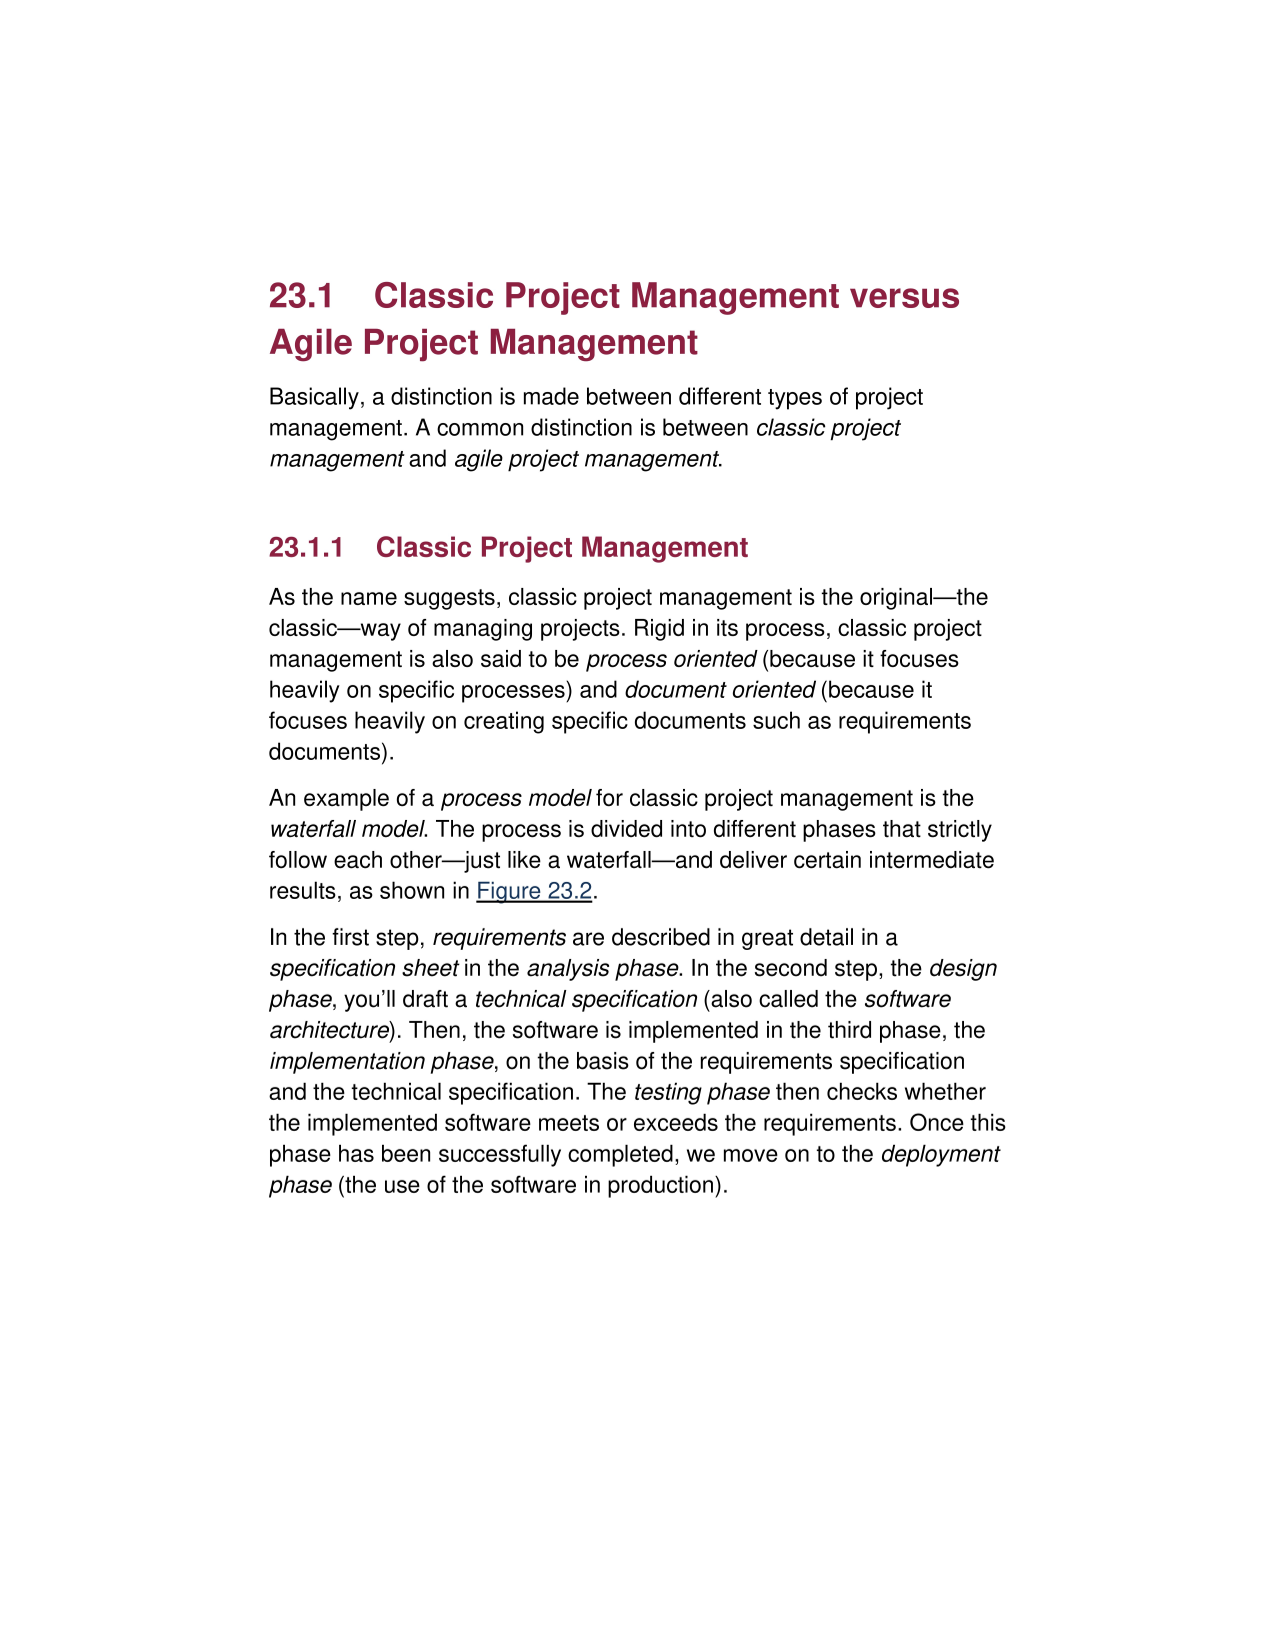 23.1 Classic Project Management versus
Agile Project Management
Basically, a distinction is made between different types of project
management. A common distinction is between classic project
management and agile project management.
23.1.1 Classic Project Management
As the name suggests, classic project management is the original—the
classic—way of managing projects. Rigid in its process, classic project
management is also said to be process oriented (because it focuses
heavily on specific processes) and document oriented (because it
focuses heavily on creating specific documents such as requirements
documents).
An example of a process model for classic project management is the
waterfall model. The process is divided into different phases that strictly
follow each other—just like a waterfall—and deliver certain intermediate
results, as shown in Figure 23.2.
In the first step, requirements are described in great detail in a
specification sheet in the analysis phase. In the second step, the design
phase, you’ll draft a technical specification (also called the software
architecture). Then, the software is implemented in the third phase, the
implementation phase, on the basis of the requirements specification
and the technical specification. The testing phase then checks whether
the implemented software meets or exceeds the requirements. Once this
phase has been successfully completed, we move on to the deployment
phase (the use of the software in production).